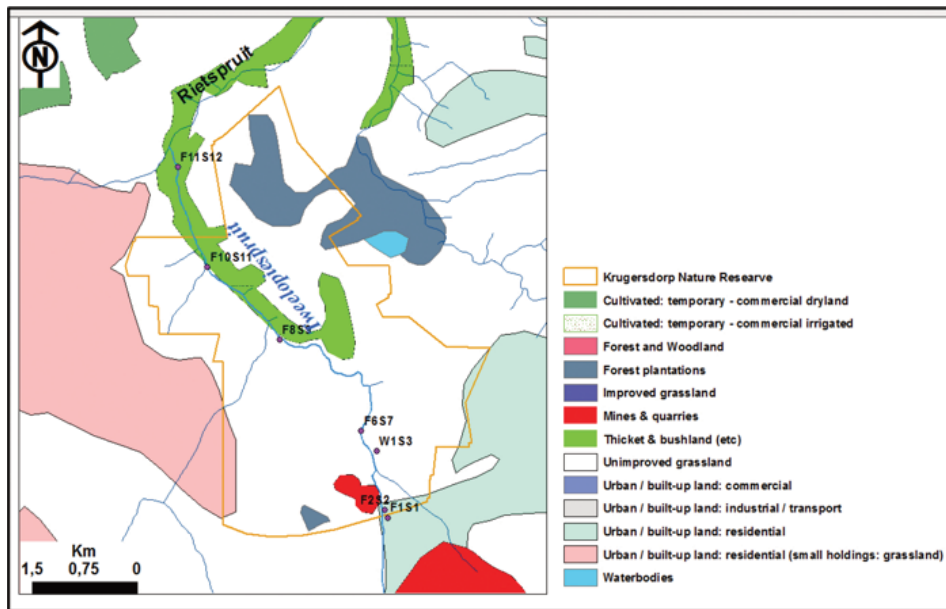 N
Rietspruit
F11S12
Tweelopiespruit
F10S11
F8S9
F6S7
W1S3
F2S2
F1S1
Km
1,5 0,75 0
Krugersdorp Nature Researve
Cultivated: temporary - commercial dryland
Cultivated: temporary - commercial irrigated
Forest and Woodland
Forest plantations
Improved grassland
Mines & quarries
Thicket & bushland (etc)
Unimproved grassland
Urban / built-up land: commercial
Urban / built-up land: industrial / transport
Urban / built-up land: residential
Urban / built-up land: residential (small holdings: grassland)
Waterbodies